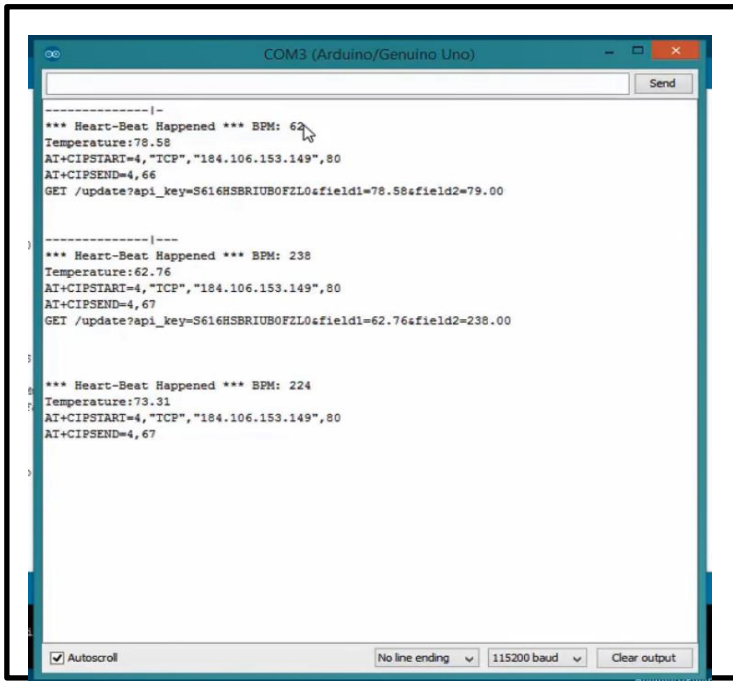 COM3 (Arduino/Genuino Uno)
Send
--------------|-
*** Heart-Beat Happened *** BPM: 62
Temperature:78.58
AT+CIPSTART=4,"TCP","184.106.153.149",80
AT+CIPSEND=4,66
GET /update?api_key=S616HSBRIUB0FZL0&field1=78.58&field2=79.00
--------------|---
*** Heart-Beat Happened *** BPM: 238
Temperature:62.76
AT+CIPSTART=4,"TCP","184.106.153.149",80
AT+CIPSEND=4,67
GET /update?api_key=S616HSBRIUB0FZL0&field1=62.76&field2=238.00
*** Heart-Beat Happened *** BPM: 224
Temperature:73.31
AT+CIPSTART=4,"TCP","184.106.153.149",80
AT+CIPSEND=4,67
Autoscroll
No line ending
115200 baud
Clear output